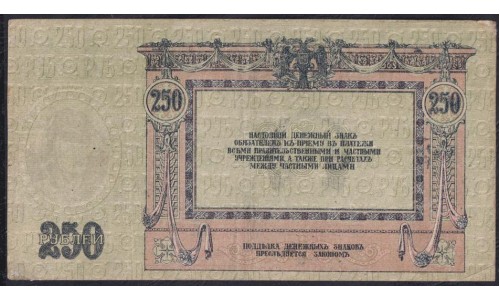 250
250
НАСТОЯЩІЙ ДЕНЕЖНЫЙ ЗНАКЪ
ОБЯЗАТЕЛЕНЪ КЪ ПРІЕМУ ВЪ ПЛАТЕЖИ
ВСѢМИ ПРАВИТЕЛЬСТВЕННЫМИ И ЧАСТНЫМИ
УЧРЕЖДЕНІЯМИ, А ТАКЖЕ ПРИ РАСЧЕТАХЪ
МЕЖДУ ЧАСТНЫМИ ЛИЦАМИ
250
РУБЛЕЙ
ПОДДѢЛКА ДЕНЕЖНЫХЪ ЗНАКОВЪ
ПРЕСЛѢДУЕТСЯ ЗАКОНОМЪ